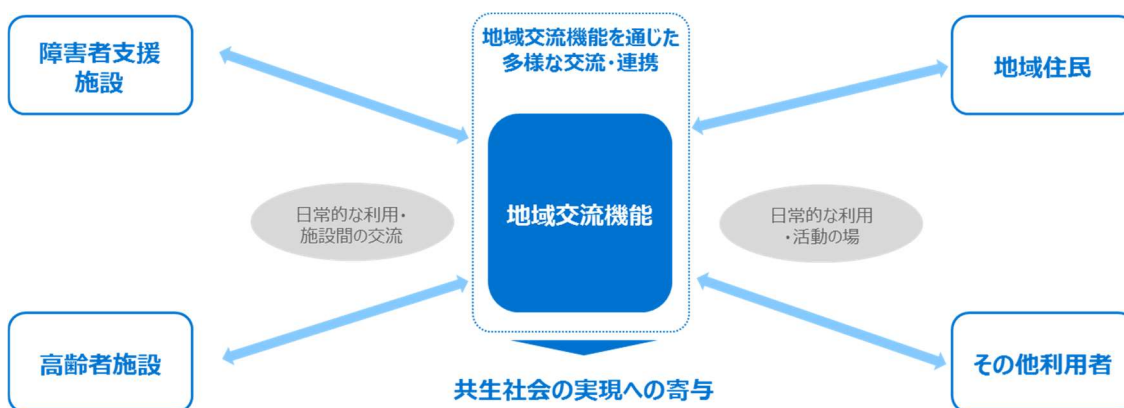 障害者支援
施設
地域交流機能を通じた
多様な交流・連携
地域住民
地域交流機能
日常的な利用・
施設間の交流
日常的な利用
・活動の場
高齢者施設
その他利用者
共生社会の実現への寄与